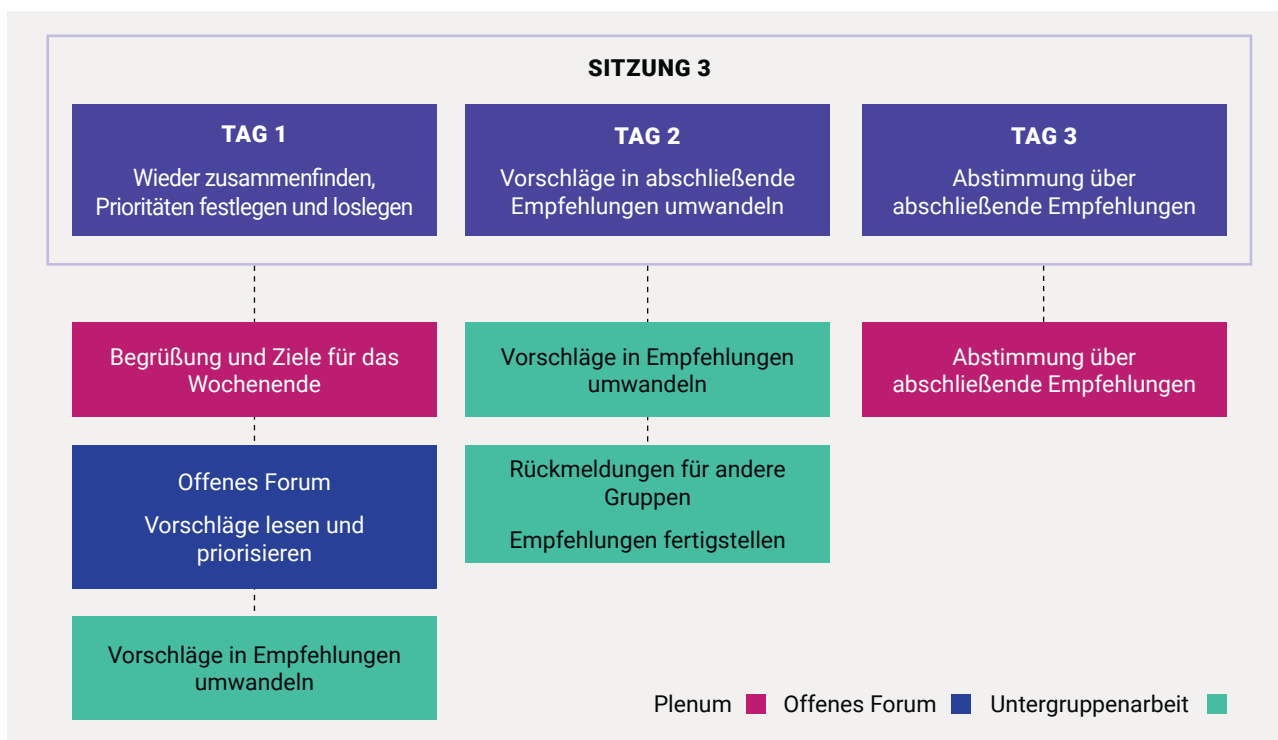 SITZUNG 3
TAG 1
Wieder zusammenfinden,
Prioritäten festlegen und loslegen
TAG 2
Vorschläge in abschließende
Empfehlungen umwandeln
TAG 3
Abstimmung über
abschließende Empfehlungen
Begrüßung und Ziele für das
Wochenende
Offenes Forum
Vorschläge lesen und
priorisieren
Vorschläge in Empfehlungen
umwandeln
Vorschläge in Empfehlungen
umwandeln
Rückmeldungen für andere
Gruppen
Empfehlungen fertigstellen
Abstimmung über
abschließende Empfehlungen
Plenum Offenes Forum Untergruppenarbeit